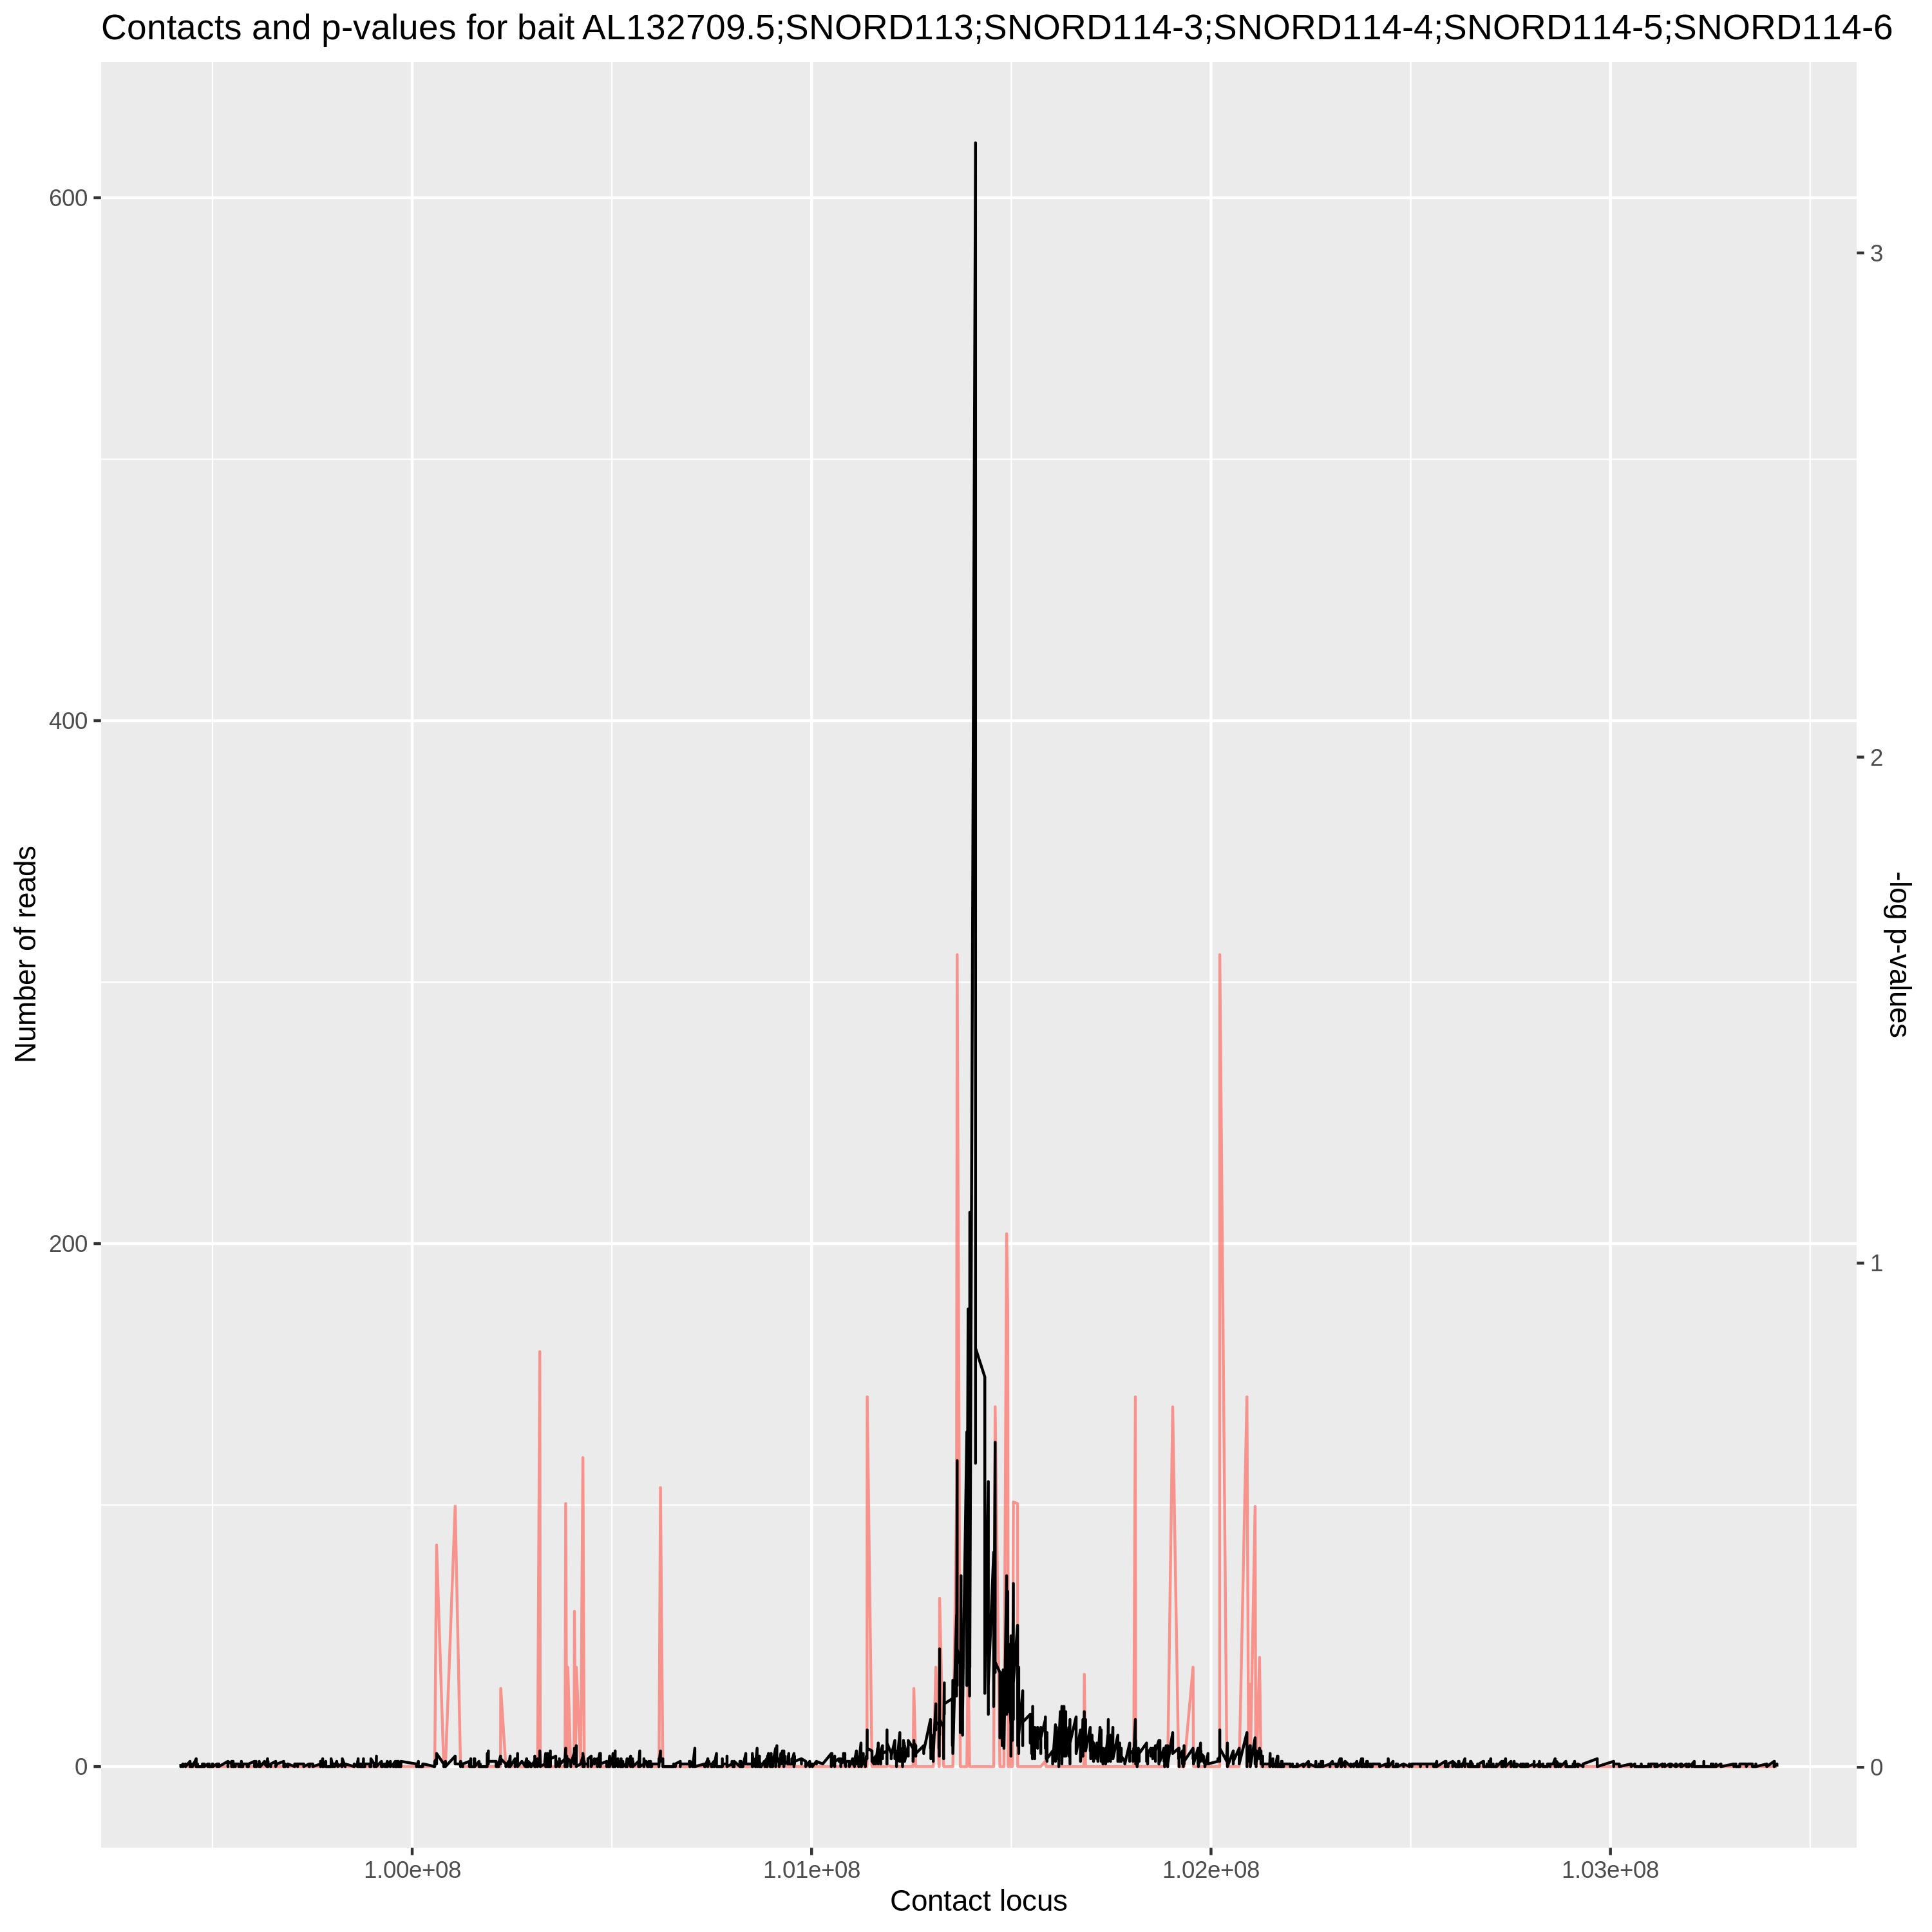 Contacts and p-values for bait AL132709.5;SNORD113;SNORD114-3;SNORD114-4;SNORD114-5;SNORD114-6
600
400
200
0
Number of reads
3
2
1
0
-log p-values
1.00e+08
1.01e+08
1.02e+08
1.03e+08
Contact locus